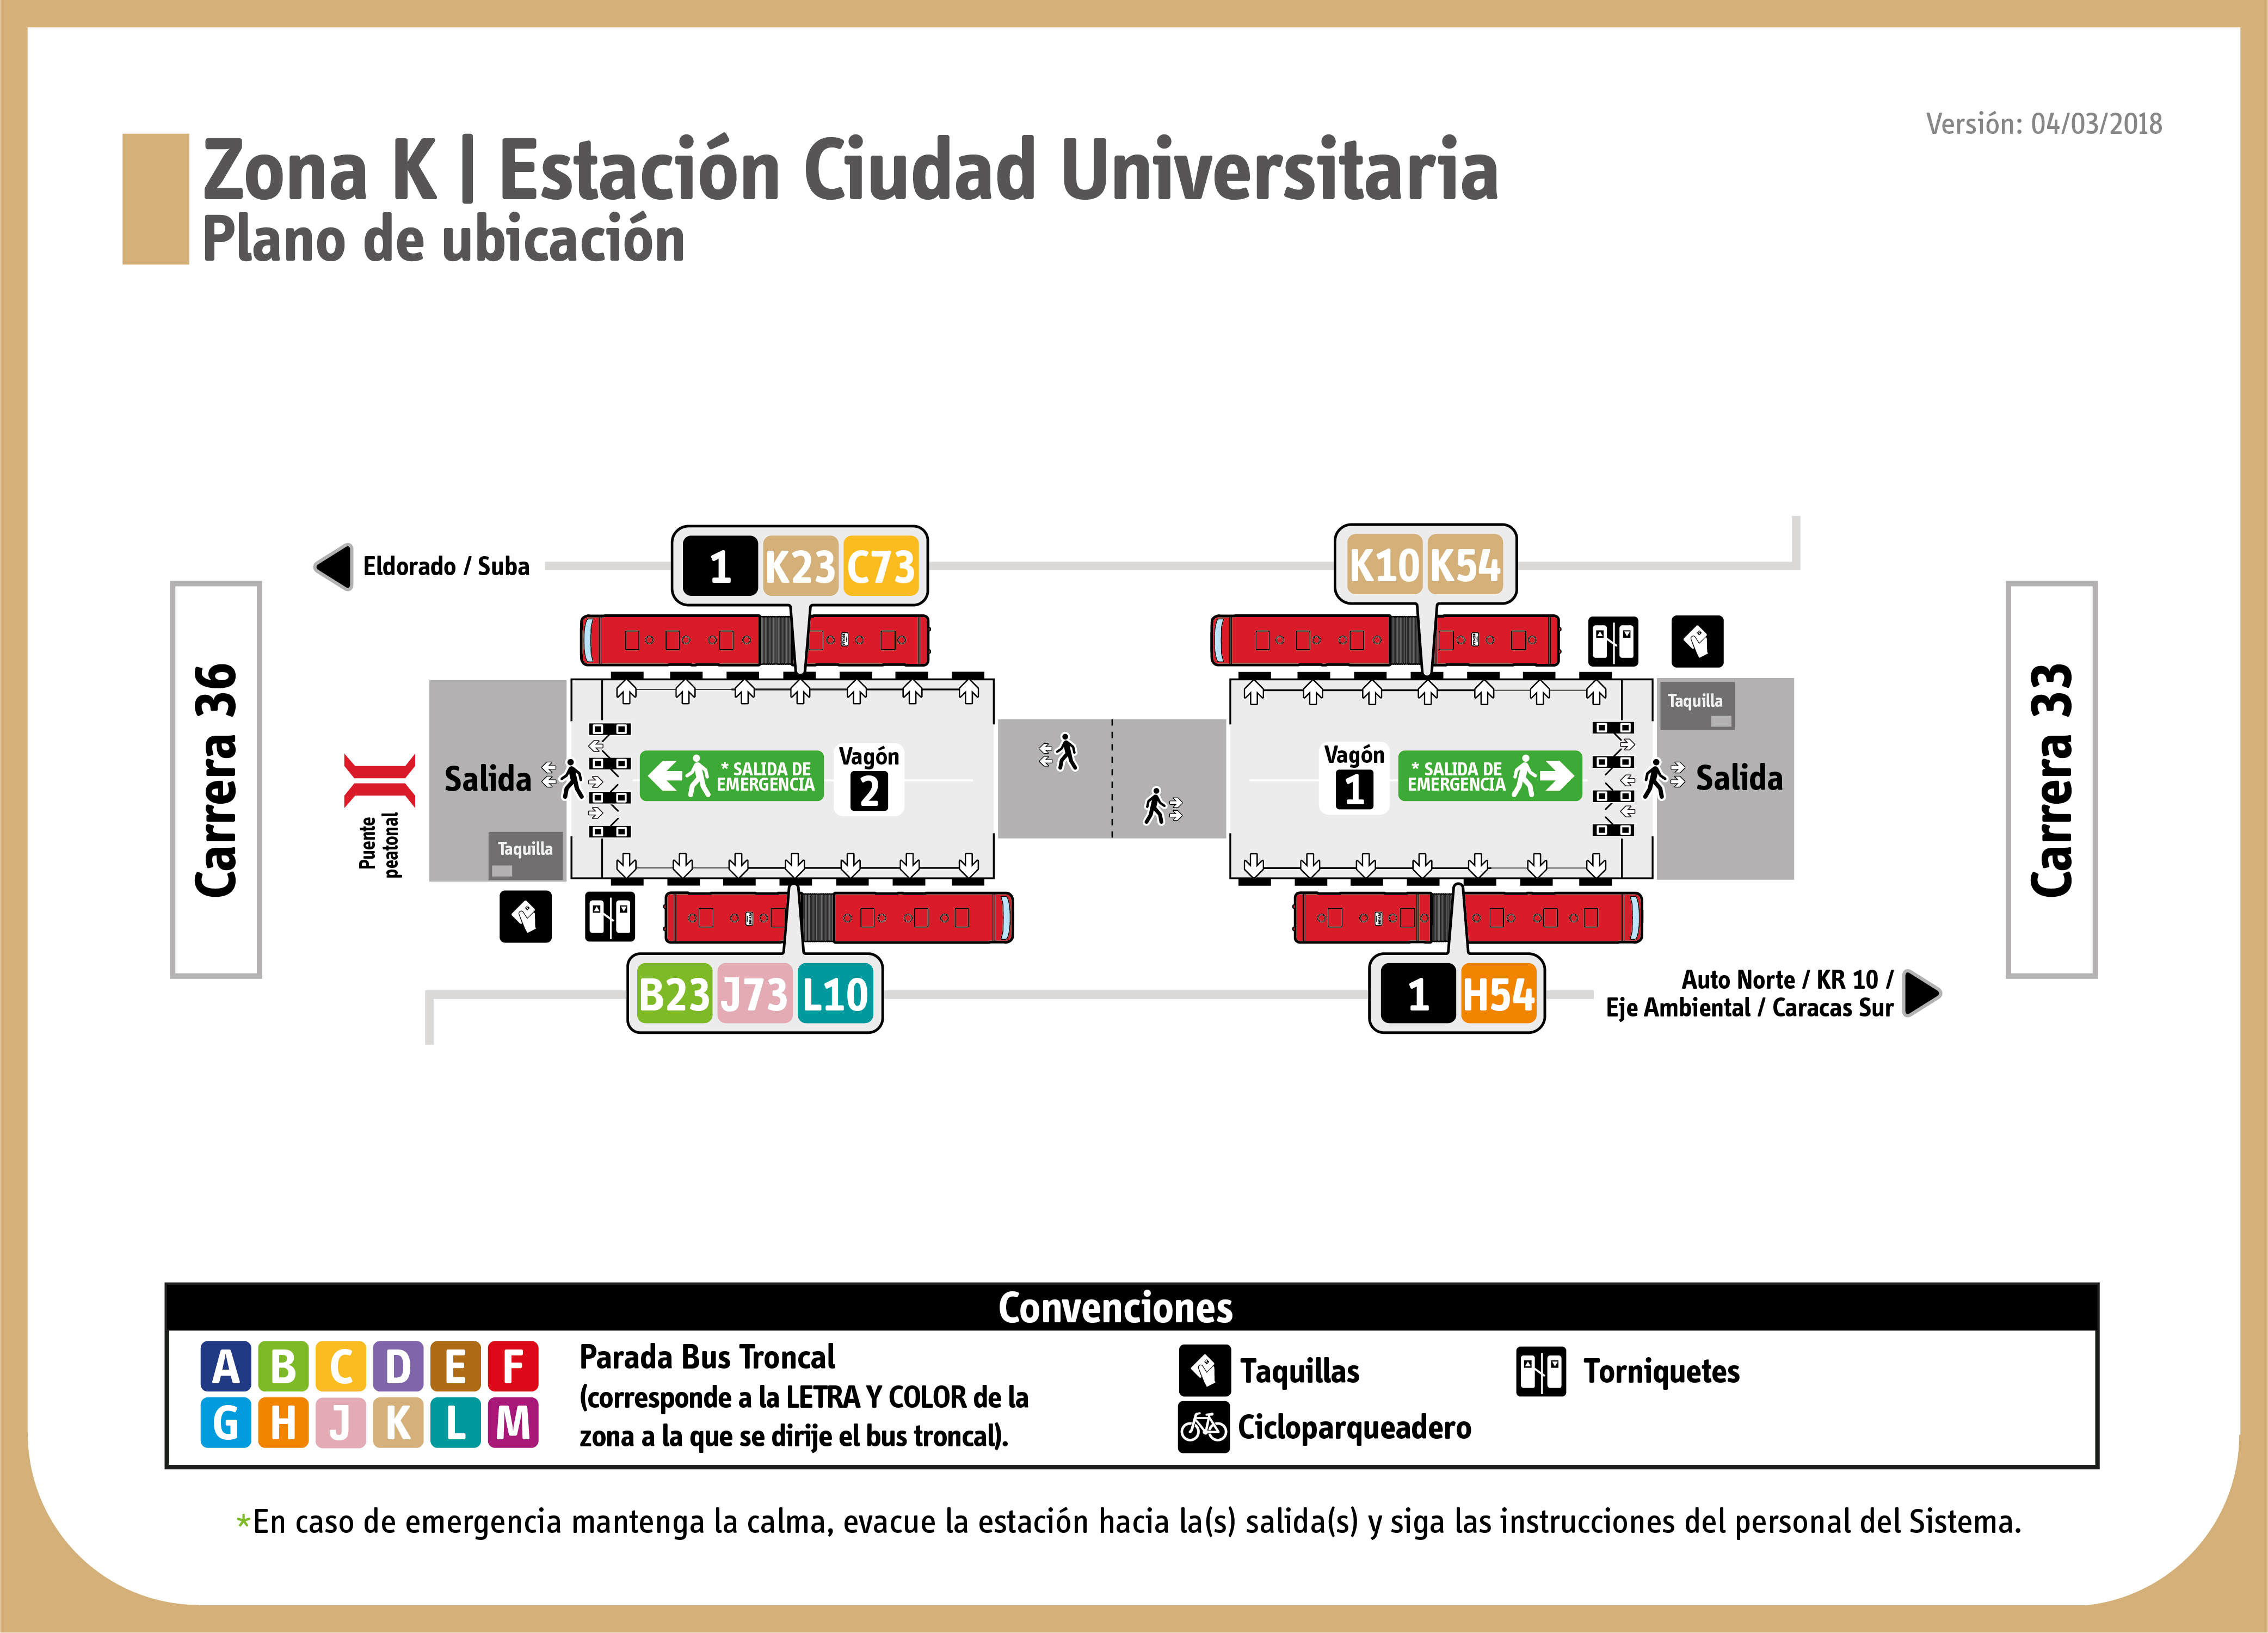 Versión: 04/03/2018
Zona K | Estación Ciudad Universitaria
Plano de ubicación
Eldorado / Suba
1 K23 C73
K10 K54
Carrera 36
Puente
peatonal
Salida
Taquilla
* SALIDA DE
EMERGENCIA
Vagón
2
Vagón
1
* SALIDA DE
EMERGENCIA
Taquilla
Salida
Carrera 33
B23 J73 L10
1 H54
Auto Norte / KR 10 /
Eje Ambiental / Caracas Sur
Convenciones
A B C D E F
G H J K L M
Parada Bus Troncal
(corresponde a la LETRA Y COLOR de la
zona a la que se dirije el bus troncal).
Taquillas
Cicloparqueadero
Torniquetes
*En caso de emergencia mantenga la calma, evacue la estación hacia la(s) salida(s) y siga las instrucciones del personal del Sistema.